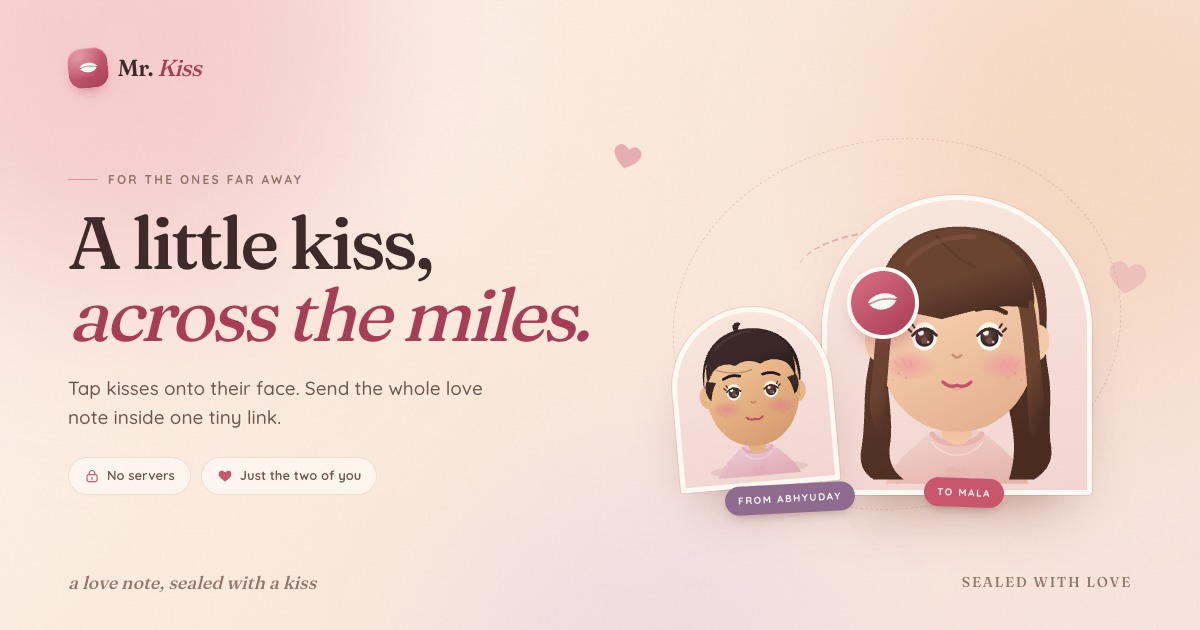 Mr. Kiss
FOR THE ONES FAR AWAY
A little kiss,
across the miles.
Tap kisses onto their face. Send the whole love
note inside one tiny link.
No servers
Just the two of you
FROM ABHYUDAY
TO MALA
a love note, sealed with a kiss
SEALED WITH LOVE